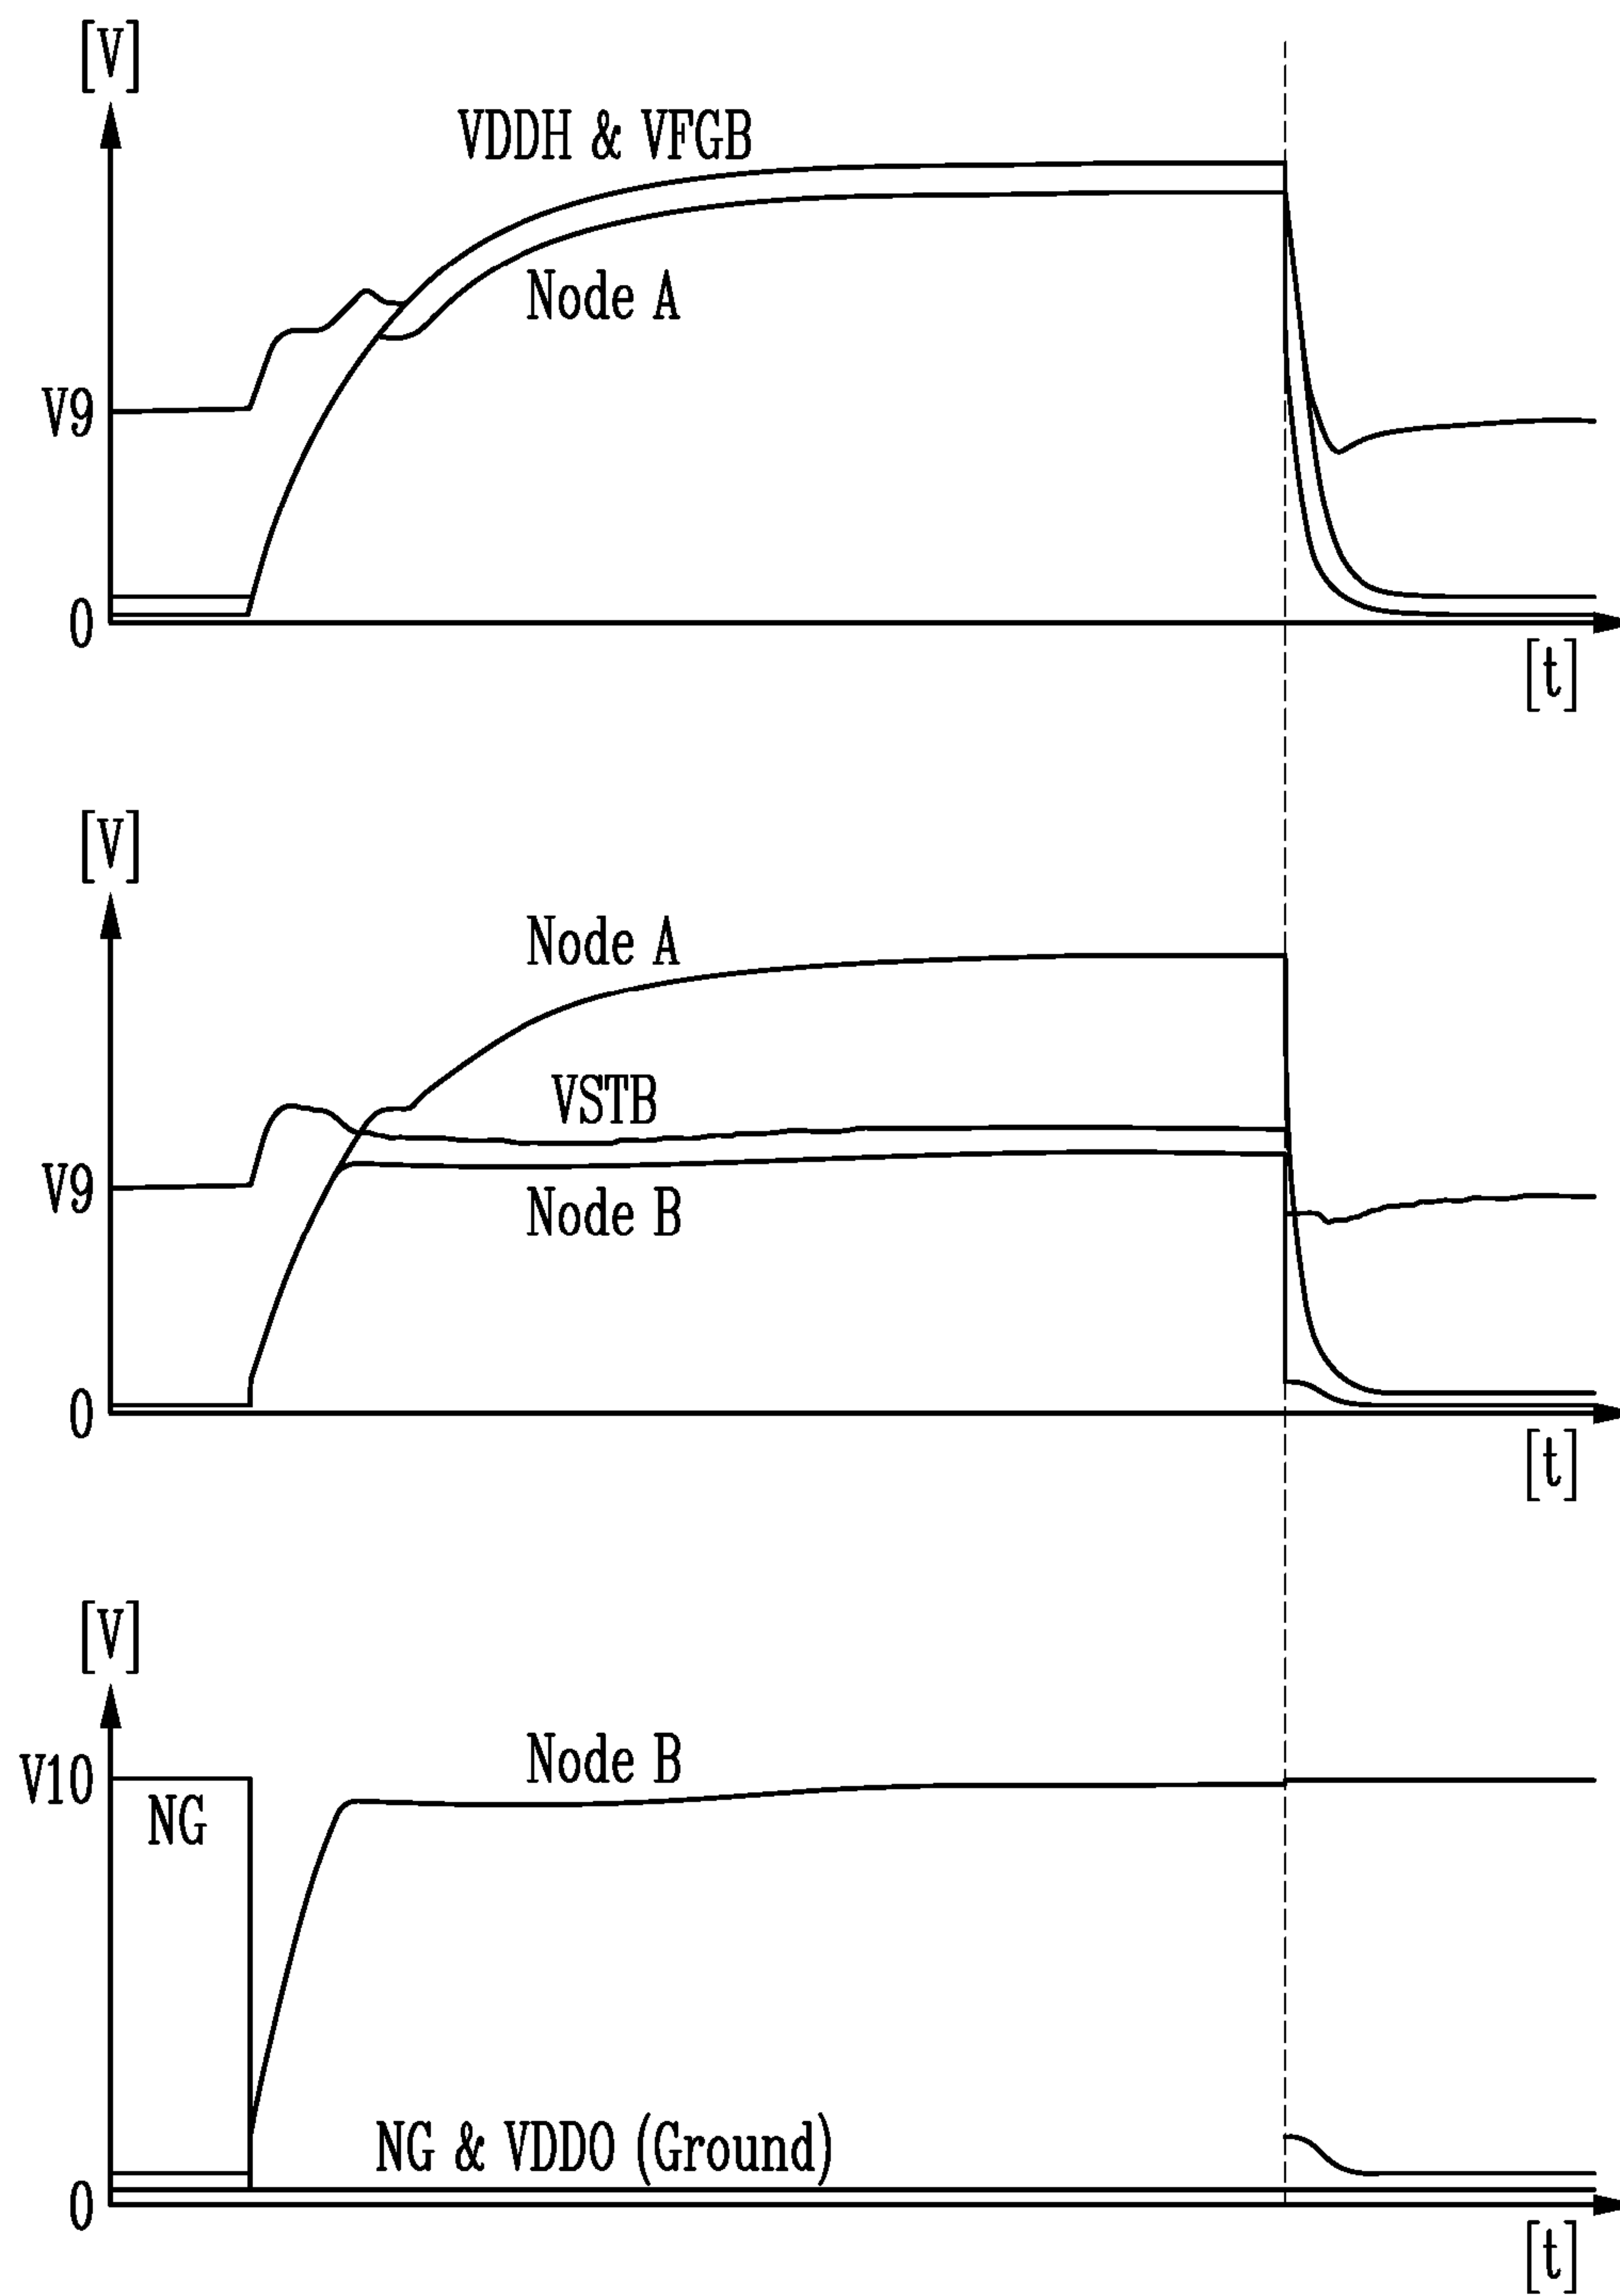 [V]
VDDH & VFGB
Node A
V9
0
[t]
[V]
Node A
VSTB
V9
Node B
0
[t]
[V]
Node B
V10
NG
NG & VDDO (Ground)
0
[t]